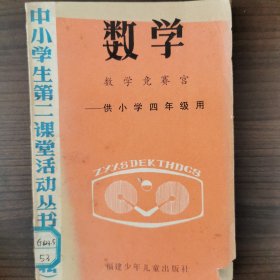 中小学生第二课堂活动丛书
数学
数学竞赛宫
——供小学四年级用
ZYXSDEKTHDCS
福建少年儿童出版社